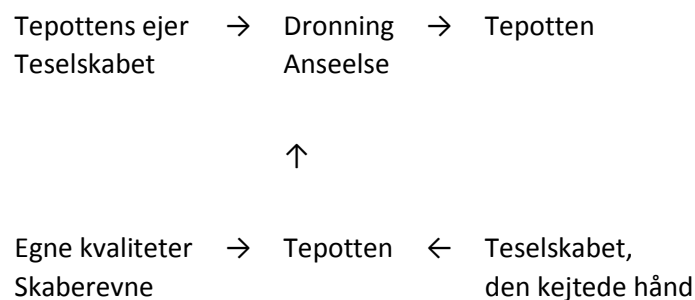 Tepottens ejer → Dronning → Tepotten
Teselskabet Anseelse
↑
Egne kvaliteter → Tepotten ← Teselskabet,
Skaberevne den kejtede hånd